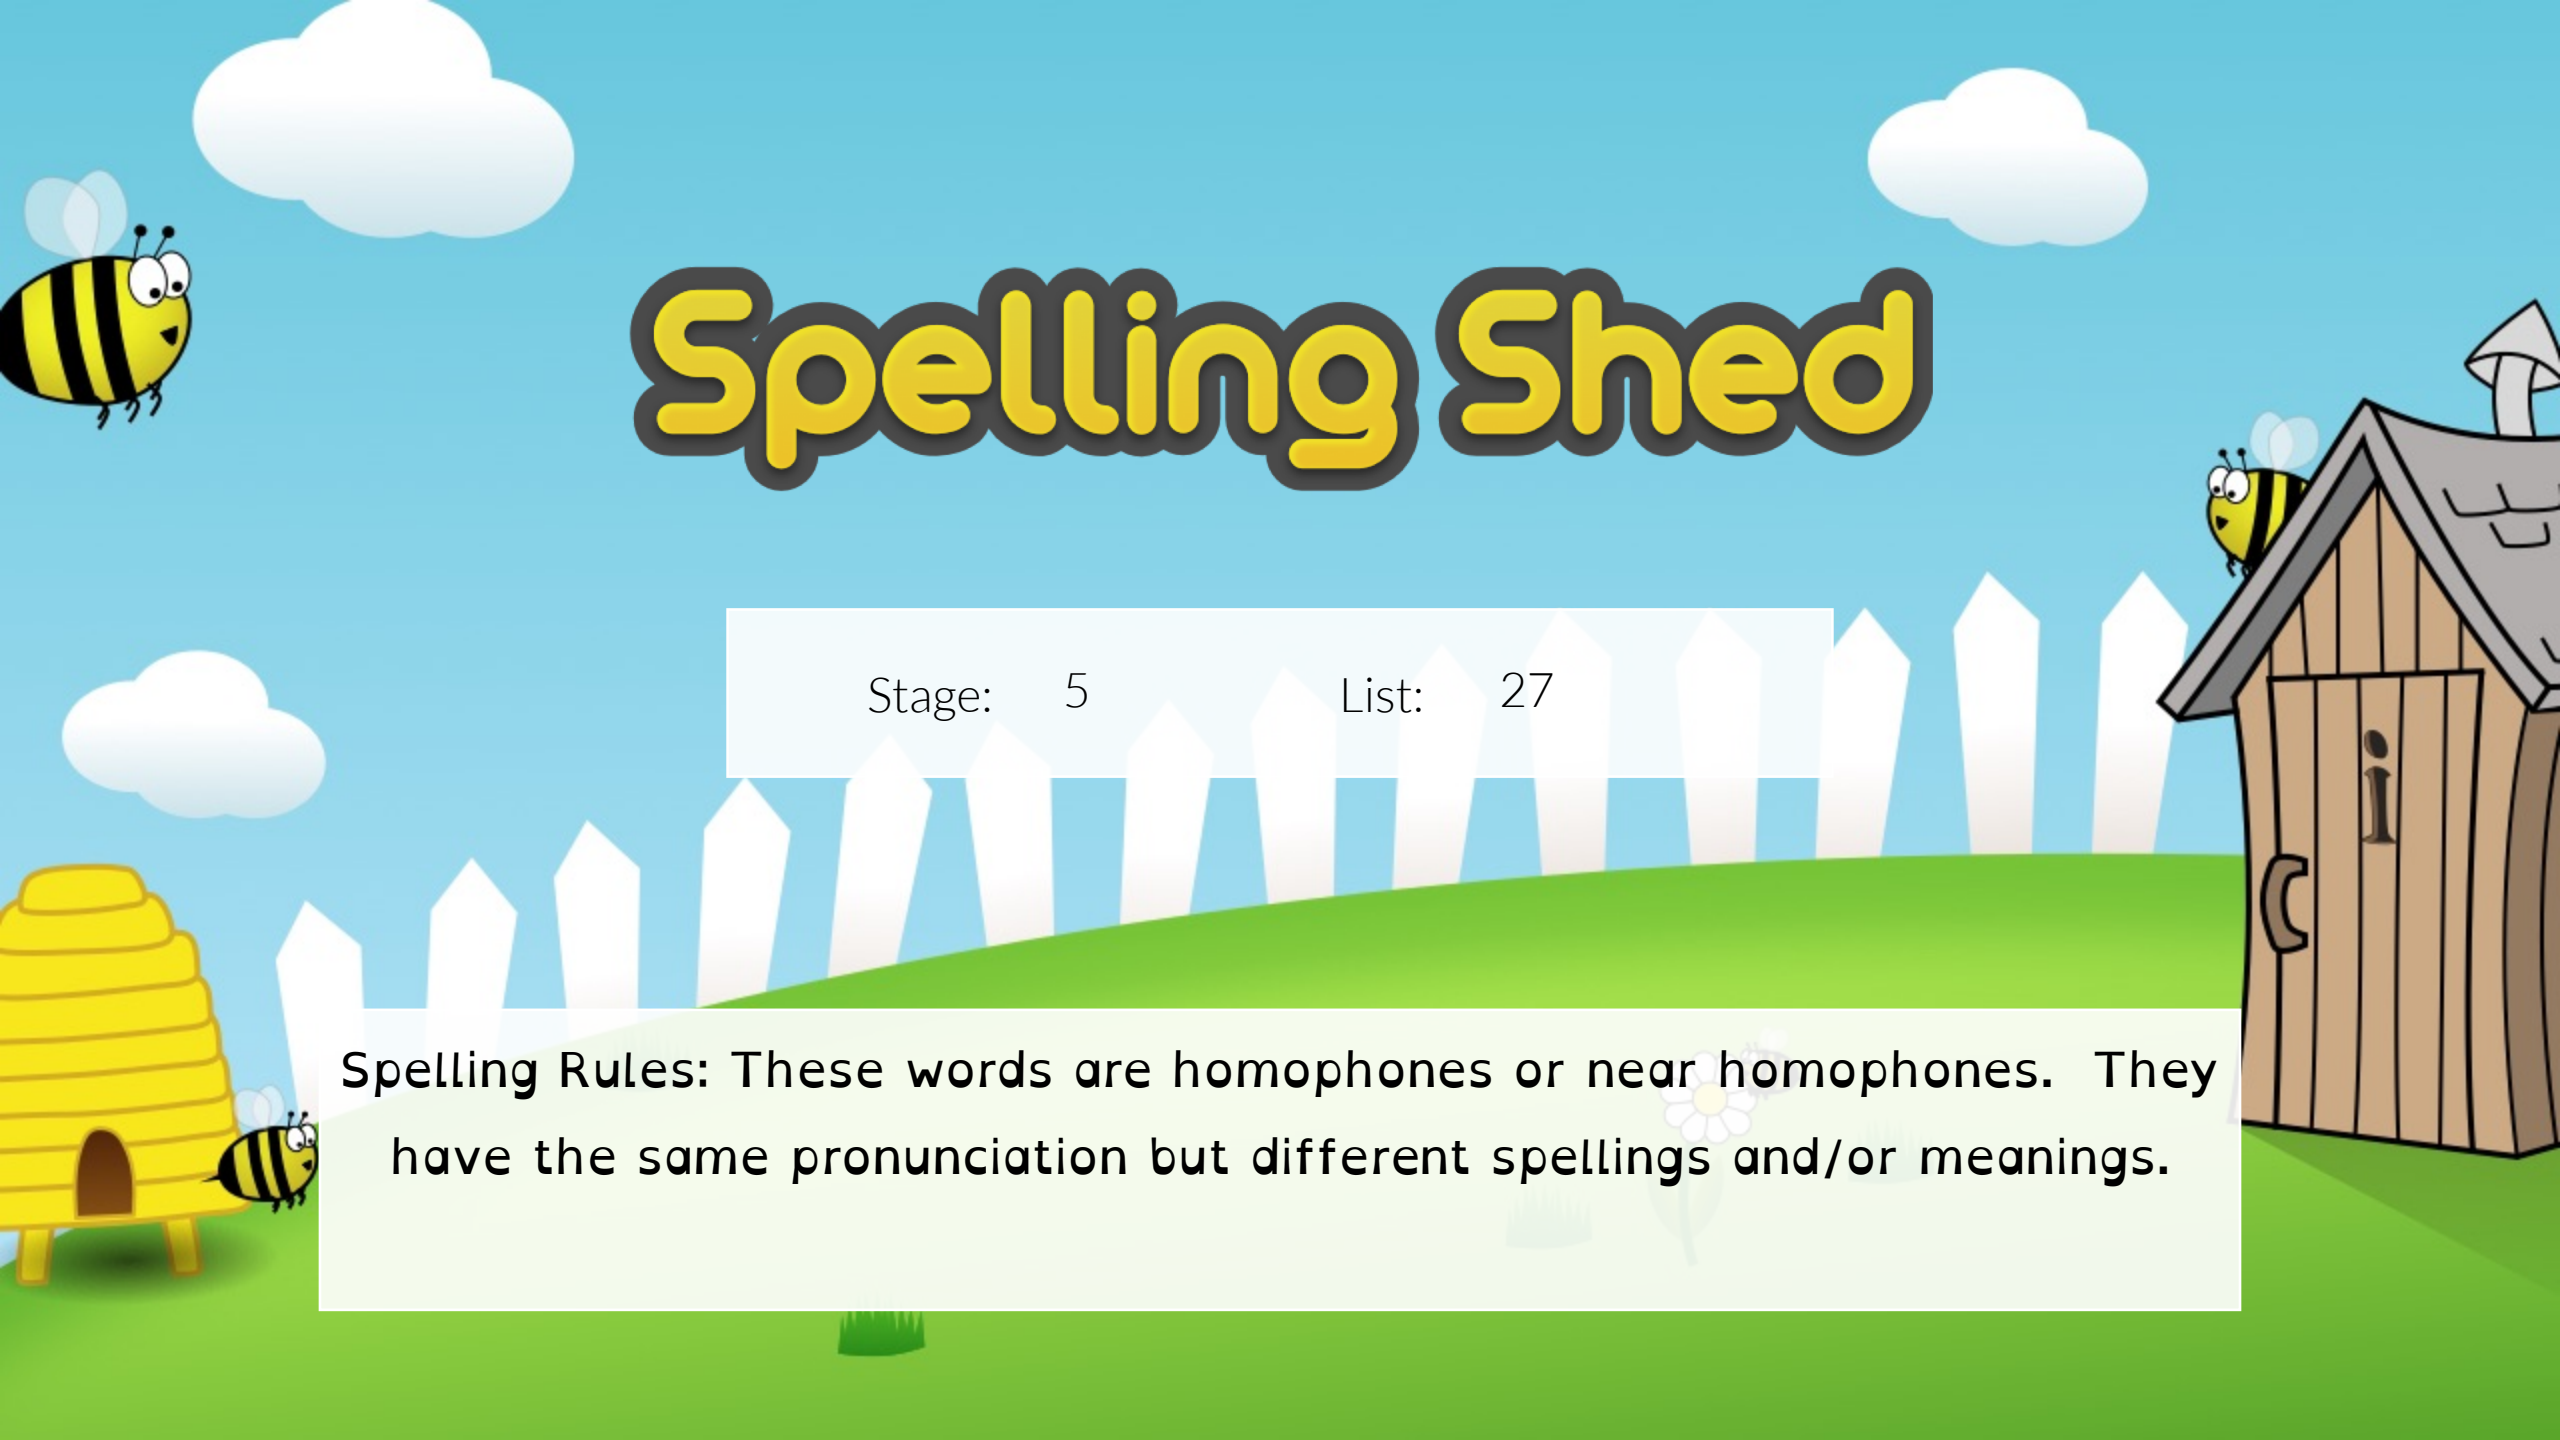 Spelling Shed
Stage: 5 List: 27
Spelling Rules: These words are homophones or near homophones. They
have the same pronunciation but different spellings and/or meanings.
i